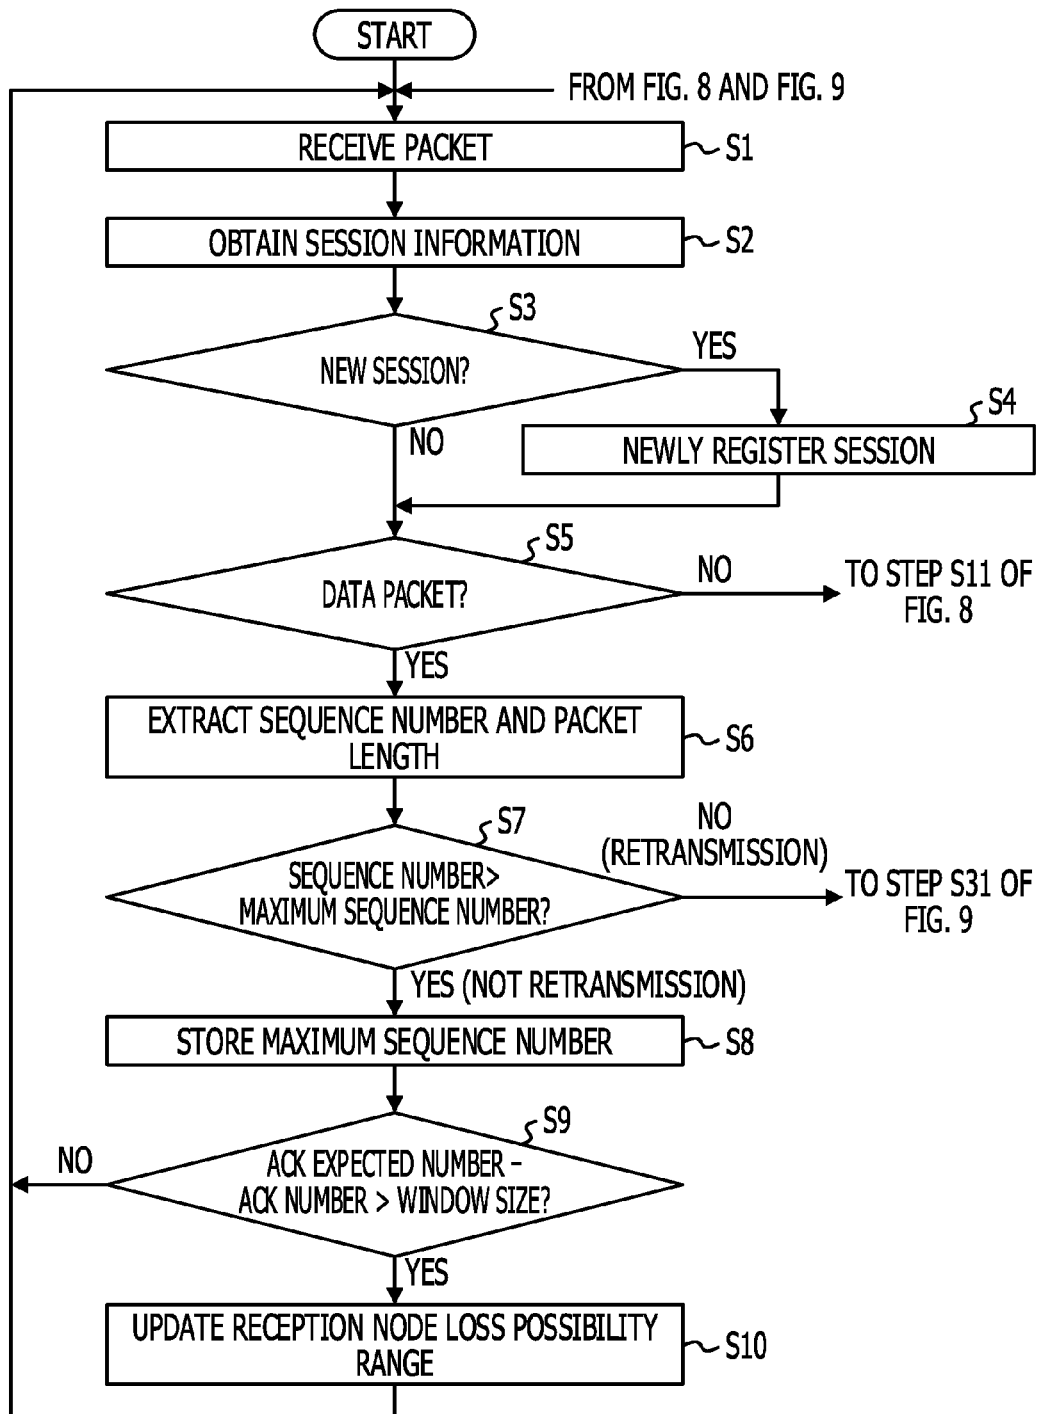 START
FROM FIG. 8 AND FIG. 9
RECEIVE PACKET
S1
OBTAIN SESSION INFORMATION
S2
S3
NEW SESSION?
YES
NO
S4
NEWLY REGISTER SESSION
S5
DATA PACKET?
NO
TO STEP S11 OF
FIG. 8
YES
EXTRACT SEQUENCE NUMBER AND PACKET
LENGTH
S6
S7
SEQUENCE NUMBER>
MAXIMUM SEQUENCE NUMBER?
NO
(RETRANSMISSION)
TO STEP S31 OF
FIG. 9
YES (NOT RETRANSMISSION)
STORE MAXIMUM SEQUENCE NUMBER
S8
S9
NO
ACK EXPECTED NUMBER –
ACK NUMBER > WINDOW SIZE?
YES
UPDATE RECEPTION NODE LOSS POSSIBILITY
RANGE
S10